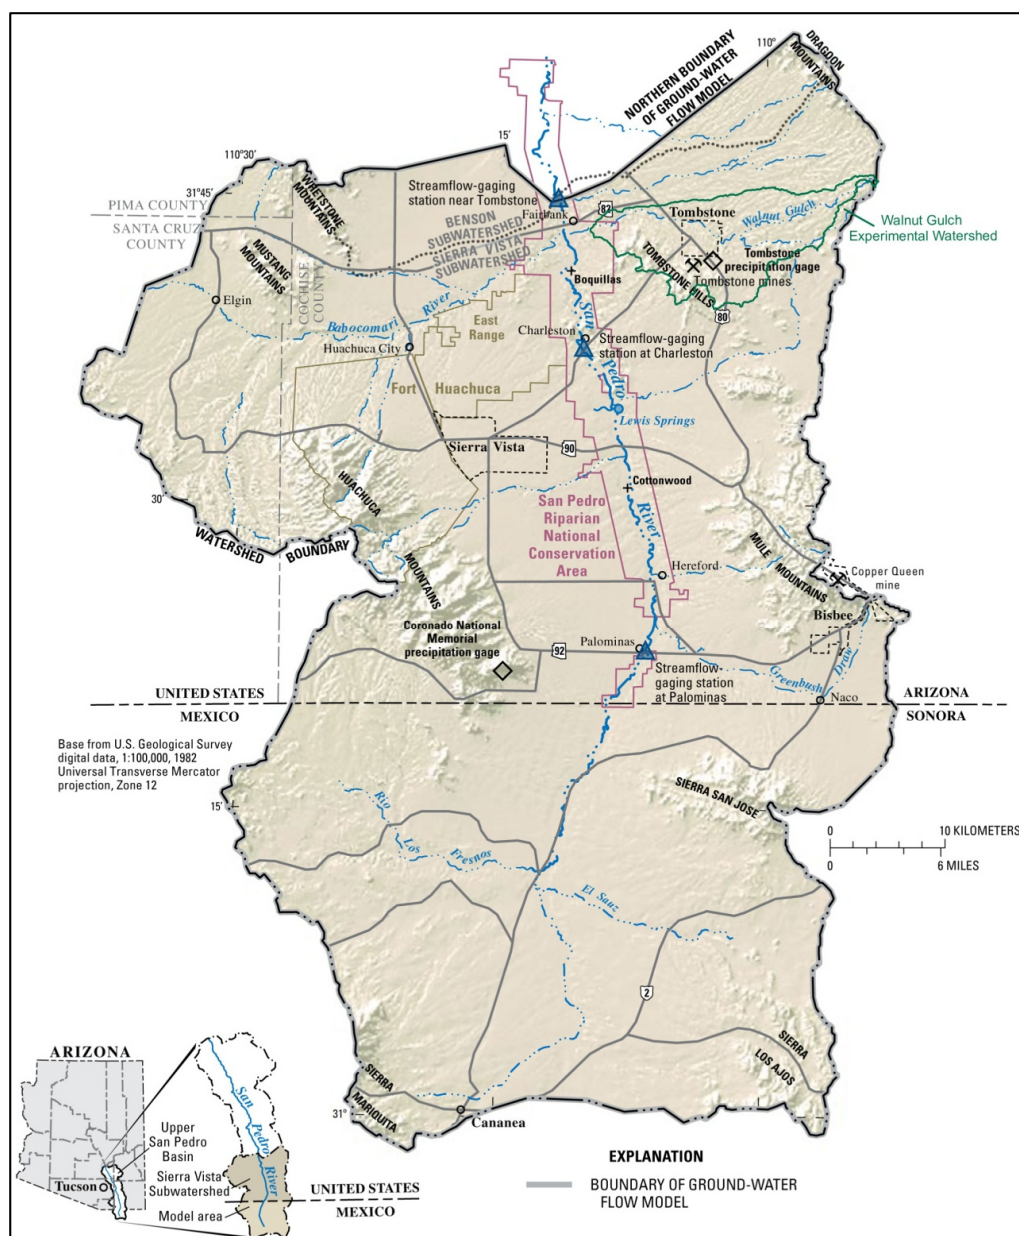 DRAGOON
MOUNTAINS
110°
NORTHERN BOUNDARY
OF GROUND-WATER
FLOW MODEL
15'
110°30'
31°45'
PIMA COUNTY
SANTA CRUZ
COUNTY
COCHISE
COUNTY
WHETSTONE
MOUNTAINS
MUSTANG
MOUNTAINS
Streamflow-gaging
station near Tombstone
Fairbank
82
BENSON
SUBWATERSHED
SIERRA VISTA
SUBWATERSHED
Tombstone
Walnut Gulch
Walnut Gulch
Experimental Watershed
TOMBSTONE HILLS
Tombstone
precipitation gage
Tombstone mines
80
Boquillas
Elgin
Babocomari River
East
Range
Charleston
Streamflow-gaging
station at Charleston
Huachuca City
Fort Huachuca
San Pedro River
Lewis Springs
Sierra Vista
90
HUACHUCA
MOUNTAINS
Cottonwood
30'
San Pedro
Riparian
National
Conservation
Area
WATERSHED BOUNDARY
MULE MOUNTAINS
Hereford
Copper Queen
mine
Bisbee
Coronado National
Memorial
precipitation gage
92
Palominas
Streamflow-
gaging station
at Palominas
Greenbush Draw
Naco
UNITED STATES
MEXICO
ARIZONA
SONORA
Base from U.S. Geological Survey
digital data, 1:100,000, 1982
Universal Transverse Mercator
projection, Zone 12
SIERRA SAN JOSE
15'
Rio Los Fresnos
0 10 KILOMETERS
0 6 MILES
El Sauz
2
SIERRA
LOS AJOS
SIERRA
MARIQUITA
31°
Cananea
ARIZONA
Tucson
Upper
San Pedro
Basin
Sierra Vista
Subwatershed
Model area
San Pedro River
UNITED STATES
MEXICO
EXPLANATION
BOUNDARY OF GROUND-WATER
FLOW MODEL